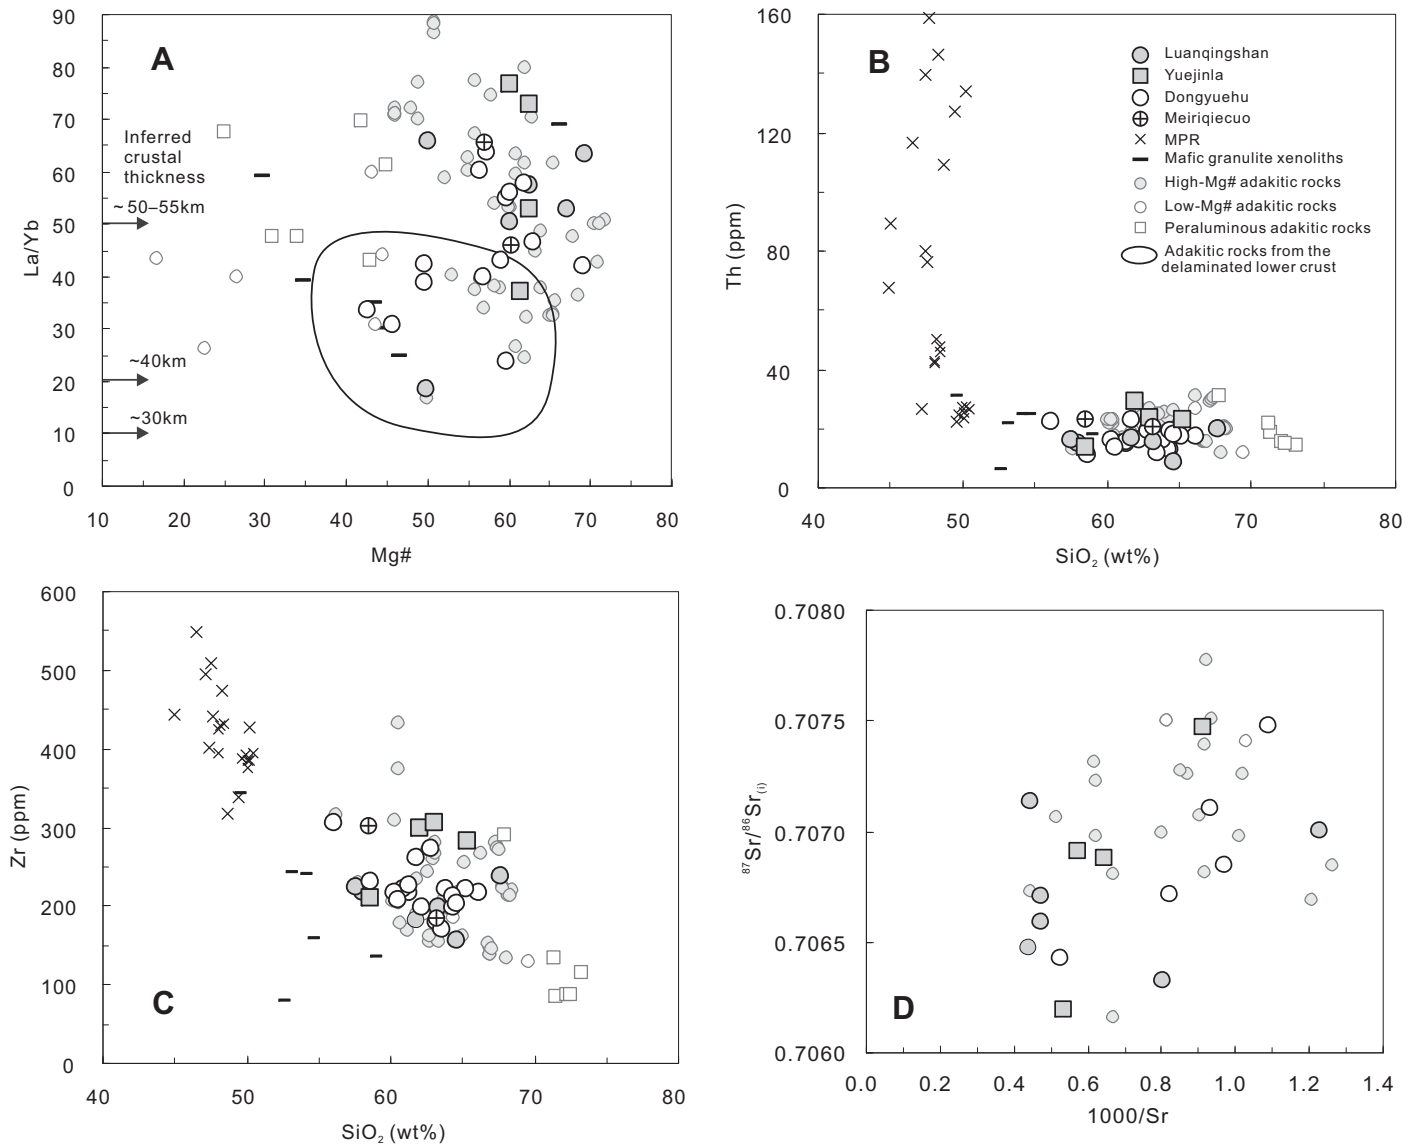 A
90
80
70
60
50
40
30
20
10
0
La/Yb
Inferred
crustal
thickness
~ 50–55km
~40km
~30km
10
20
30
40
50
60
70
80
Mg#
B
160
120
80
40
0
Th (ppm)
Luanqingshan
Yuejinla
Dongyuehu
Meiriqiecuo
MPR
Mafic granulite xenoliths
High-Mg# adakitic rocks
Low-Mg# adakitic rocks
Peraluminous adakitic rocks
Adakitic rocks from the
delaminated lower crust
40
50
60
70
80
SiO₂ (wt%)
600
500
400
300
200
100
0
Zr (ppm)
C
40
50
60
70
80
SiO₂ (wt%)
0.7080
0.7075
0.7070
0.7065
0.7060
⁸⁷Sr/⁸⁶Sr(i)
D
0.0
0.2
0.4
0.6
0.8
1.0
1.2
1.4
1000/Sr